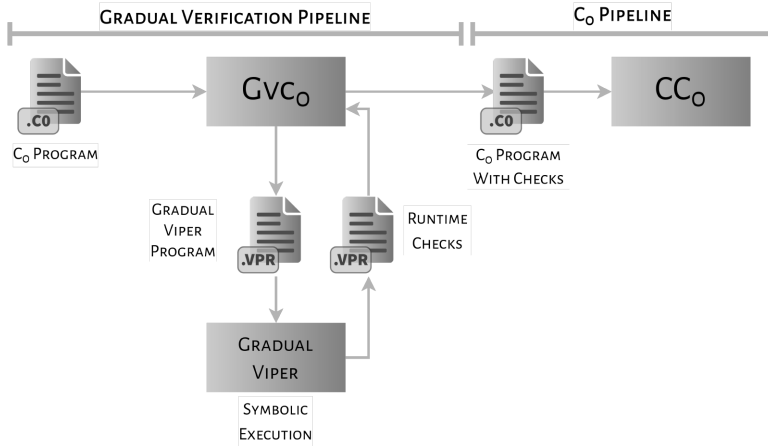 Gradual Verification Pipeline
C₀ Pipeline
Gvc₀
CC₀
.C0
C₀ Program
.C0
C₀ Program
With Checks
Gradual
Viper
Program
.VPR
.VPR
Runtime
Checks
Gradual
Viper
Symbolic
Execution